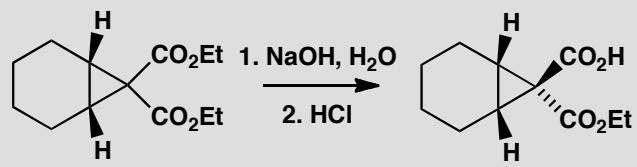 H
CO₂Et
CO₂Et
H
1. NaOH, H₂O
2. HCl
H
CO₂H
CO₂Et
H